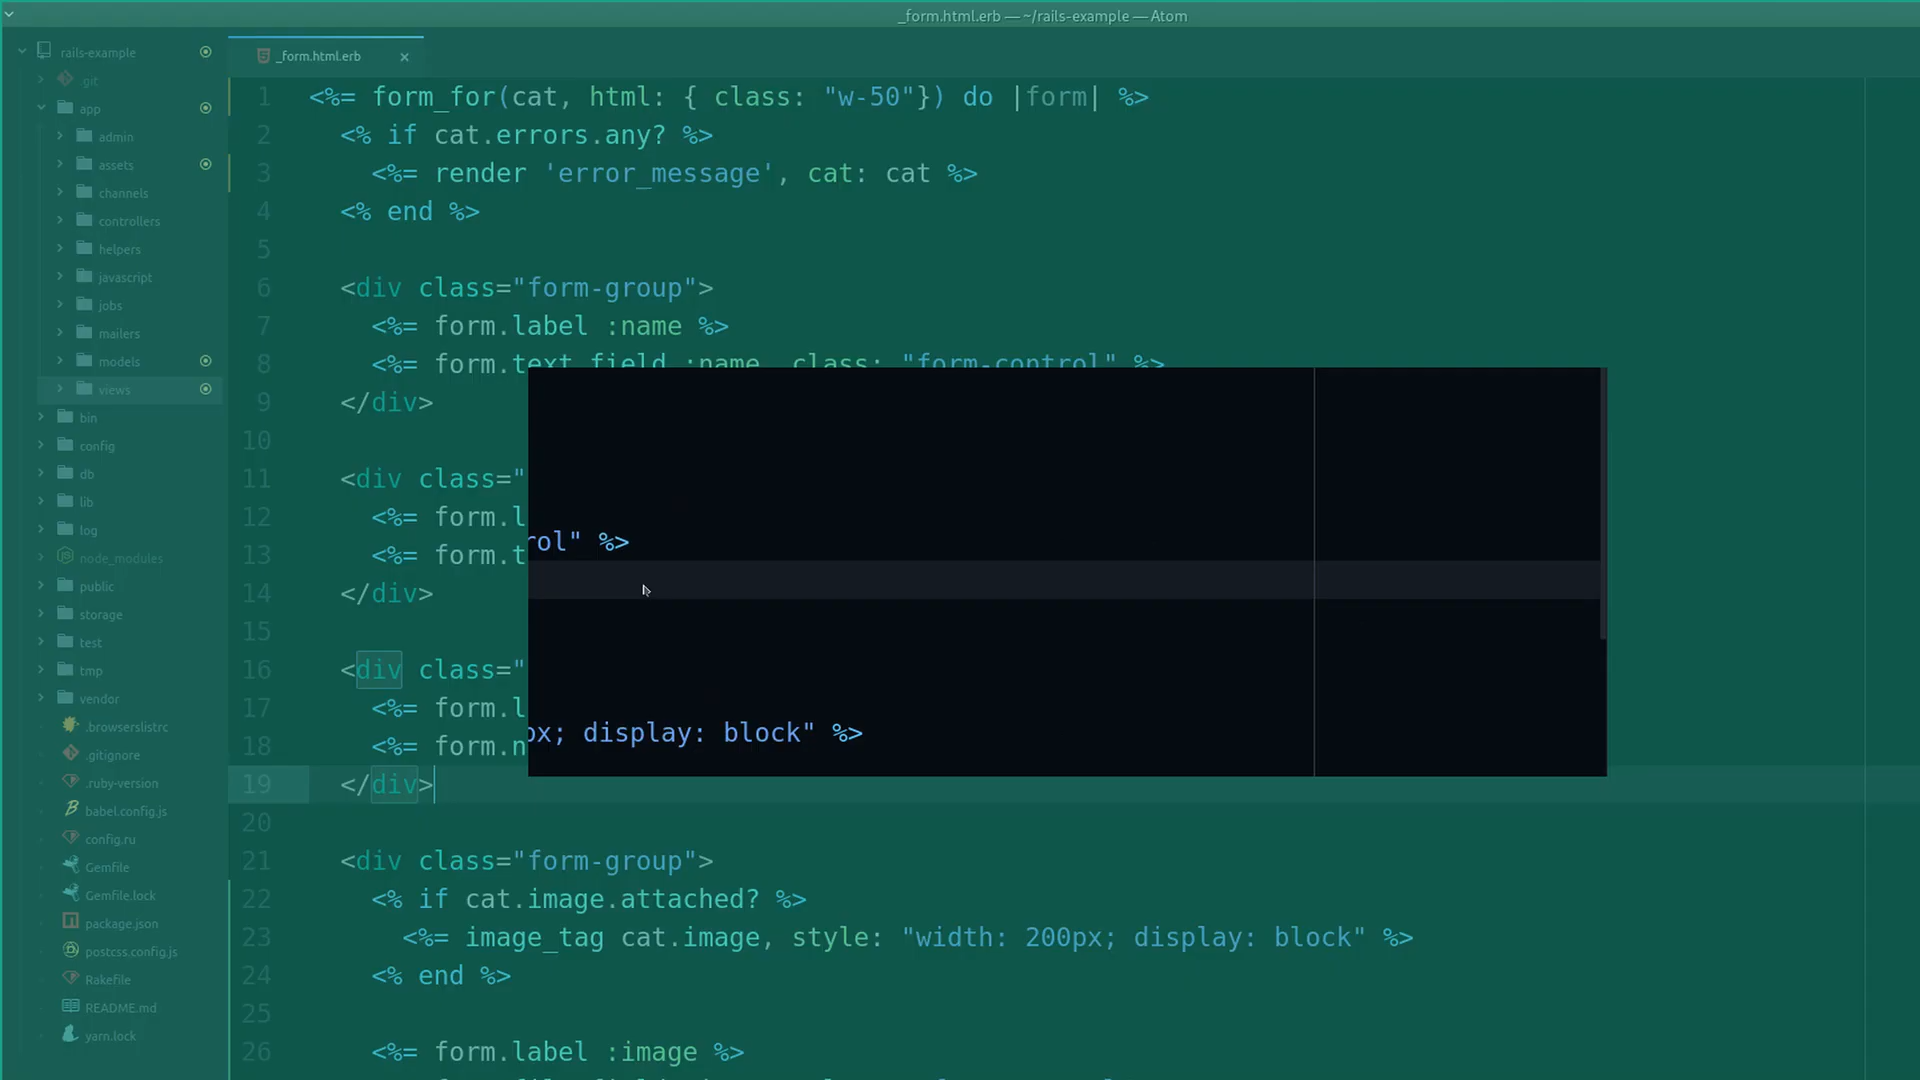 _form.html.erb — ~/rails-example — Atom
rails-example
.git
app
admin
assets
channels
controllers
helpers
javascript
jobs
mailers
models
views
bin
config
db
lib
log
node_modules
public
storage
test
tmp
vendor
.browserslistrc
.gitignore
.ruby-version
babel.config.js
config.ru
Gemfile
Gemfile.lock
package.json
postcss.config.js
Rakefile
README.md
yarn.lock
_form.html.erb ×
1 <%= form_for(cat, html: { class: "w-50"}) do |form| %>
2 <% if cat.errors.any? %>
3 <%= render 'error_message', cat: cat %>
4 <% end %>
5
6 <div class="form-group">
7 <%= form.label :name %>
8 <%= form.text_field :name, class: "form-control" %>
9 </div>
10
11 <div class="
12 <%= form.l
13 <%= form.t
14 </div>
15
16 <div class="
17 <%= form.l
18 <%= form.n
19 </div>
20
21 <div class="form-group">
22 <% if cat.image.attached? %>
23 <%= image_tag cat.image, style: "width: 200px; display: block" %>
24 <% end %>
25
26 <%= form.label :image %>
rol" %>
px; display: block" %>